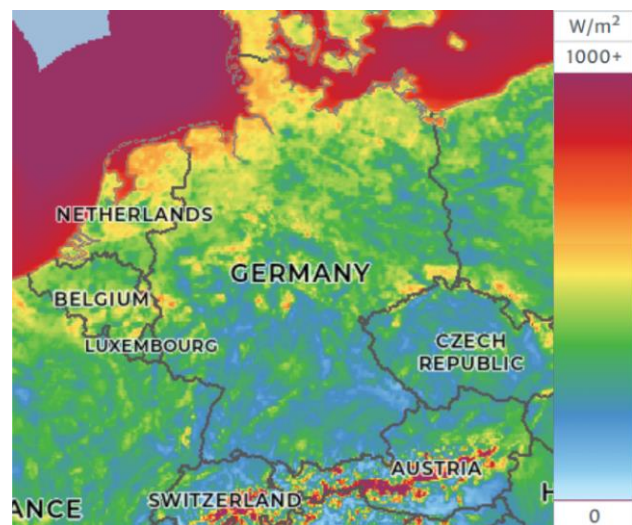 W/m²
1000+
NETHERLANDS
GERMANY
BELGIUM
LUXEMBOURG
CZECH
REPUBLIC
AUSTRIA
SWITZERLAND
ANCE
H
0